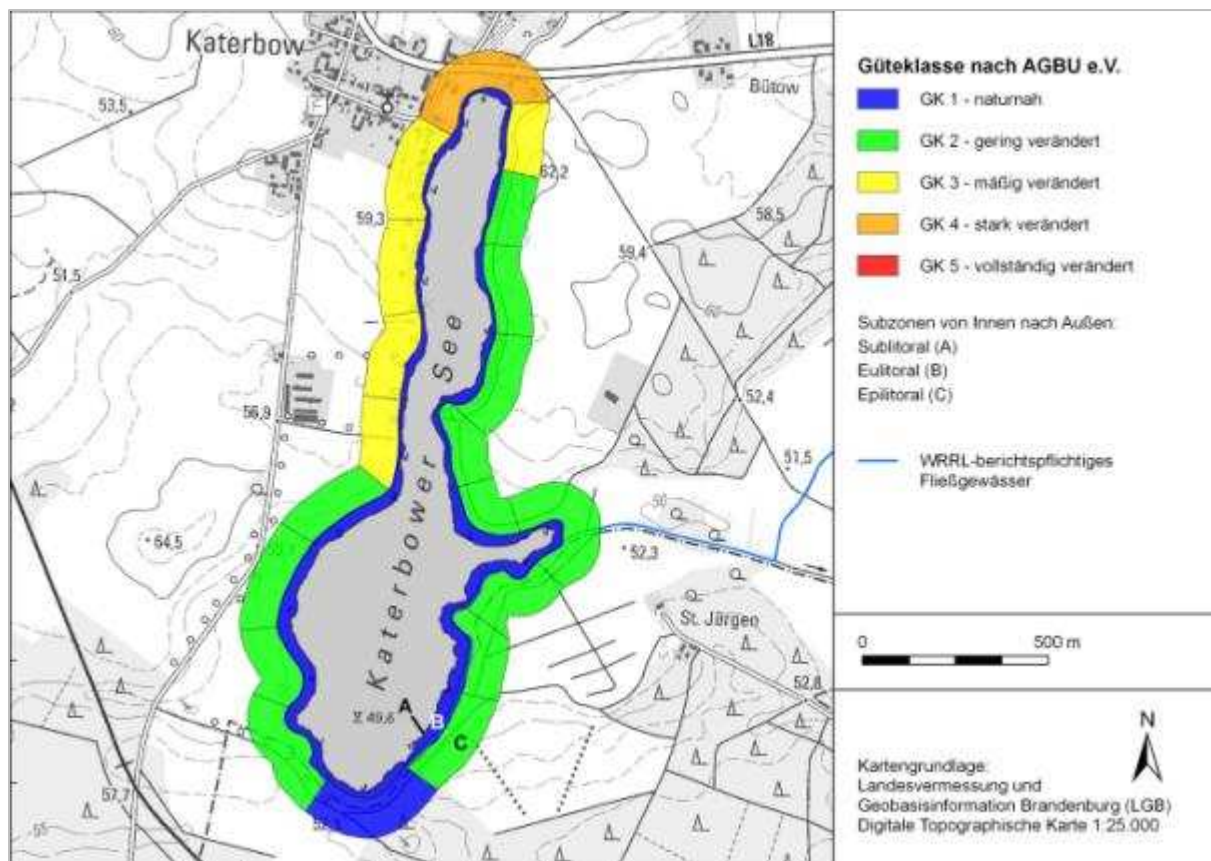 Katerbow
L18
Bütow
53,5
62,2
59,3
58,5
59,4
51,5
52,4
56,9
51,5
50
64,5
52,3
St. Jürgen
Katerbower See
52,8
A
49,6
B
C
57,7
55
Güteklasse nach AGBU e.V.
GK 1 - naturnah
GK 2 - gering verändert
GK 3 - mäßig verändert
GK 4 - stark verändert
GK 5 - vollständig verändert
Subzonen von Innen nach Außen:
Sublitoral (A)
Eulitoral (B)
Epilitoral (C)
WRRL-berichtspflichtiges
Fließgewässer
0 500 m
N
Kartengrundlage:
Landesvermessung und
Geobasisinformation Brandenburg (LGB)
Digitale Topographische Karte 1:25.000